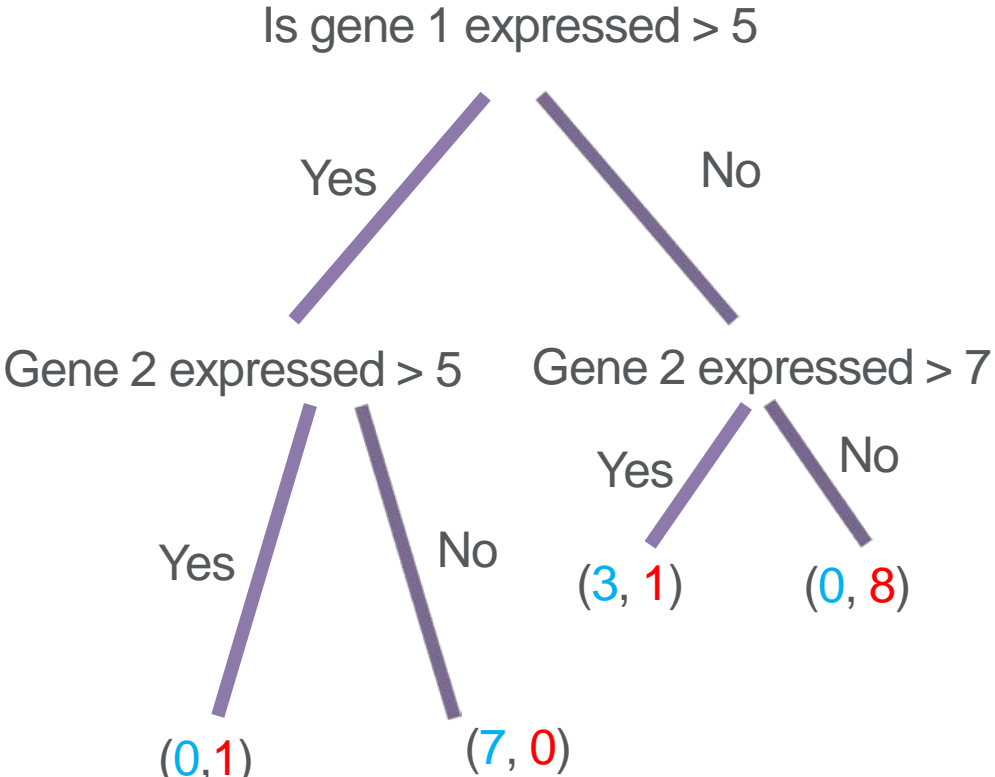 Is gene 1 expressed > 5
Yes
No
Gene 2 expressed > 5
Gene 2 expressed > 7
Yes
No
Yes
No
(3, 1)
(0, 8)
(0,1)
(7, 0)